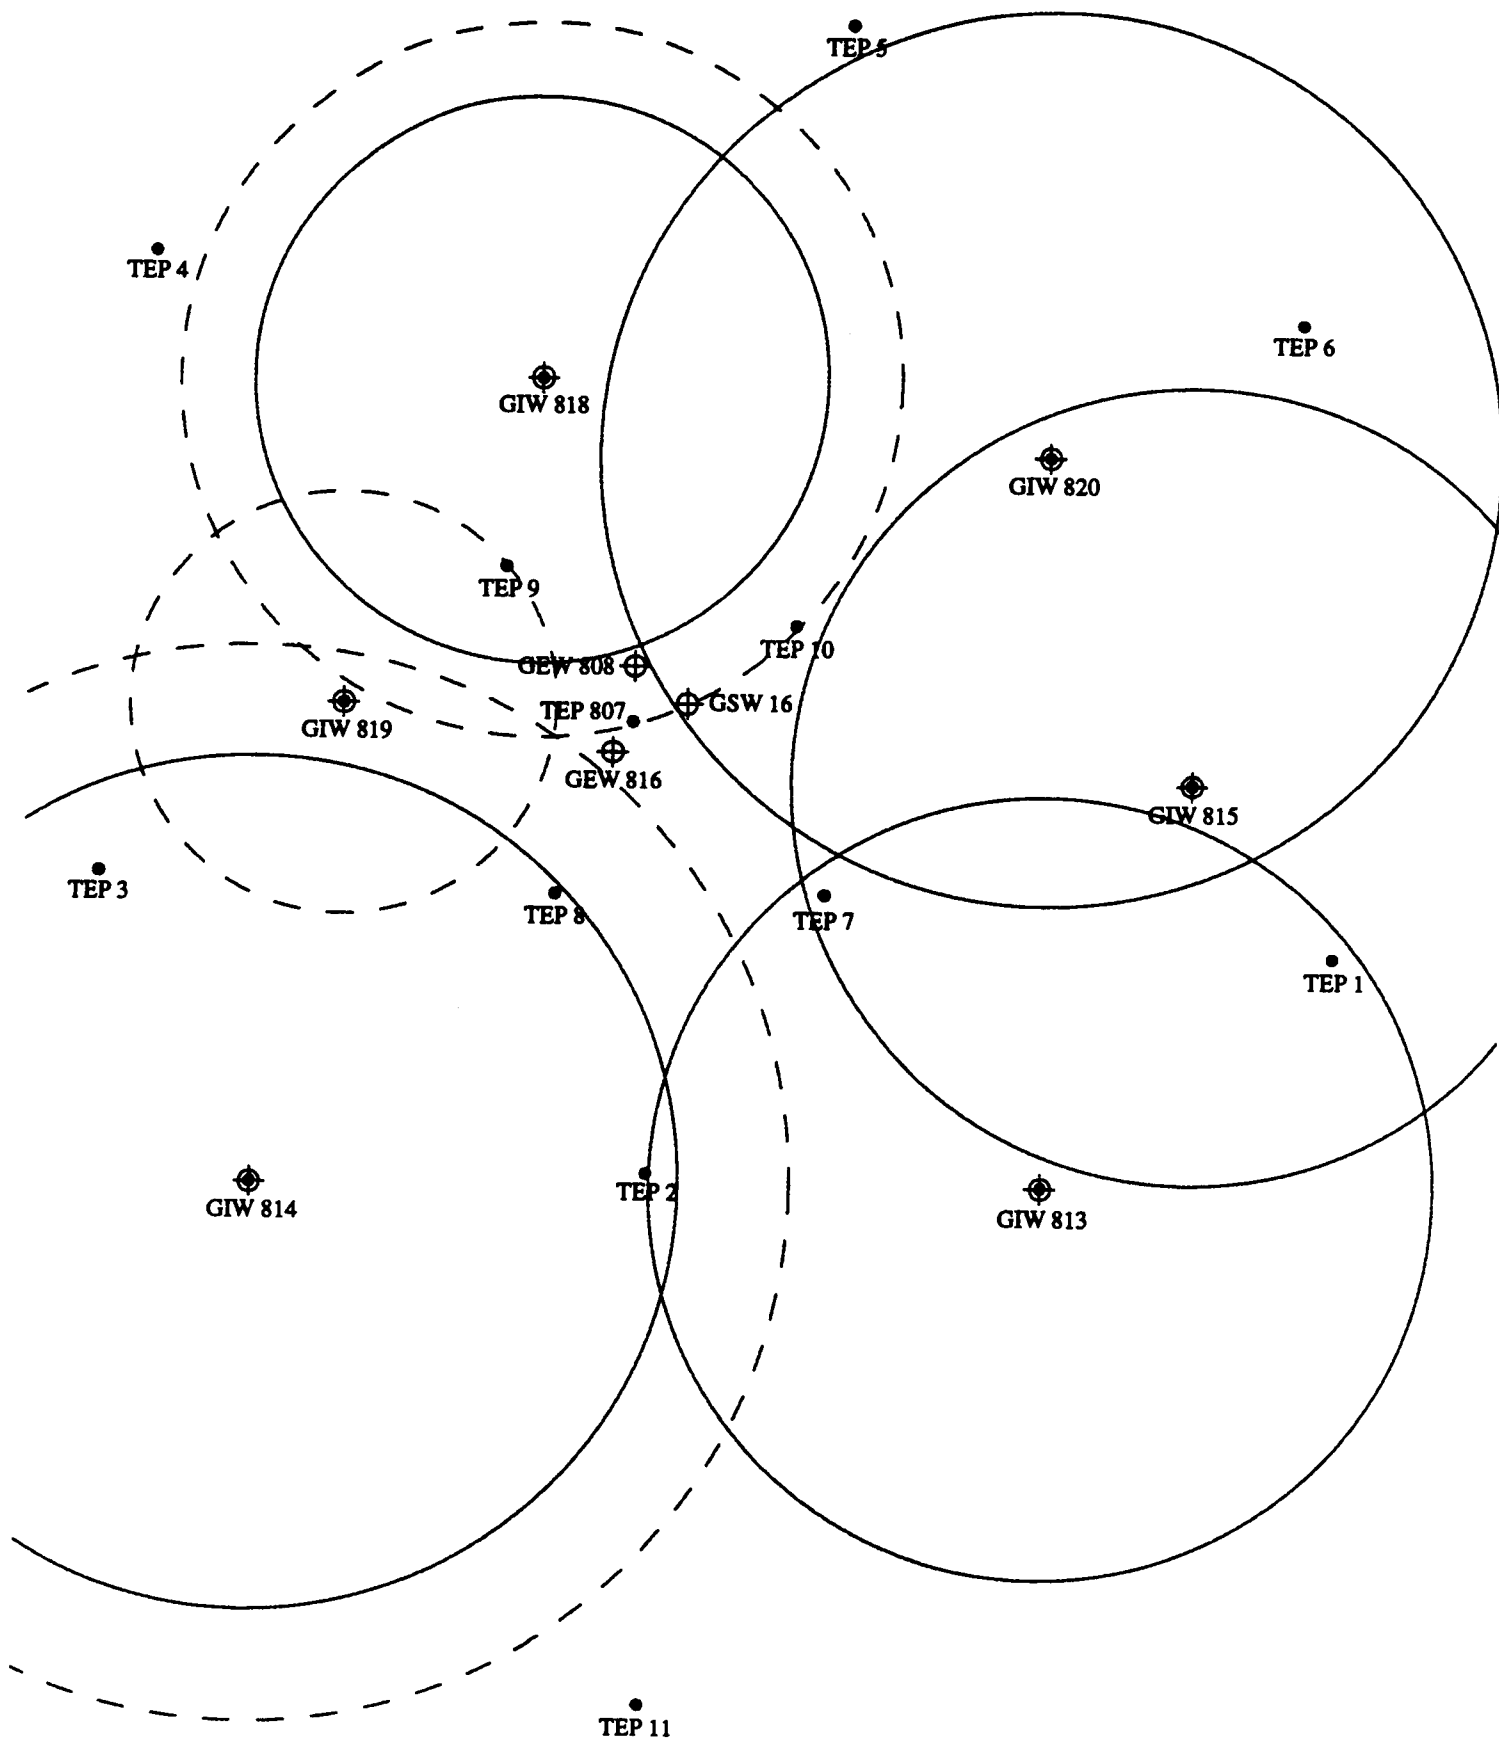 TEP 5
TEP 4
TEP 6
GIW 818
GIW 820
TEP 9
TEP 10
GEW 808
GSW 16
TEP 807
GIW 819
GEW 816
GIW 815
TEP 3
TEP 8
TEP 7
TEP 1
TEP 2
GIW 814
GIW 813
TEP 11